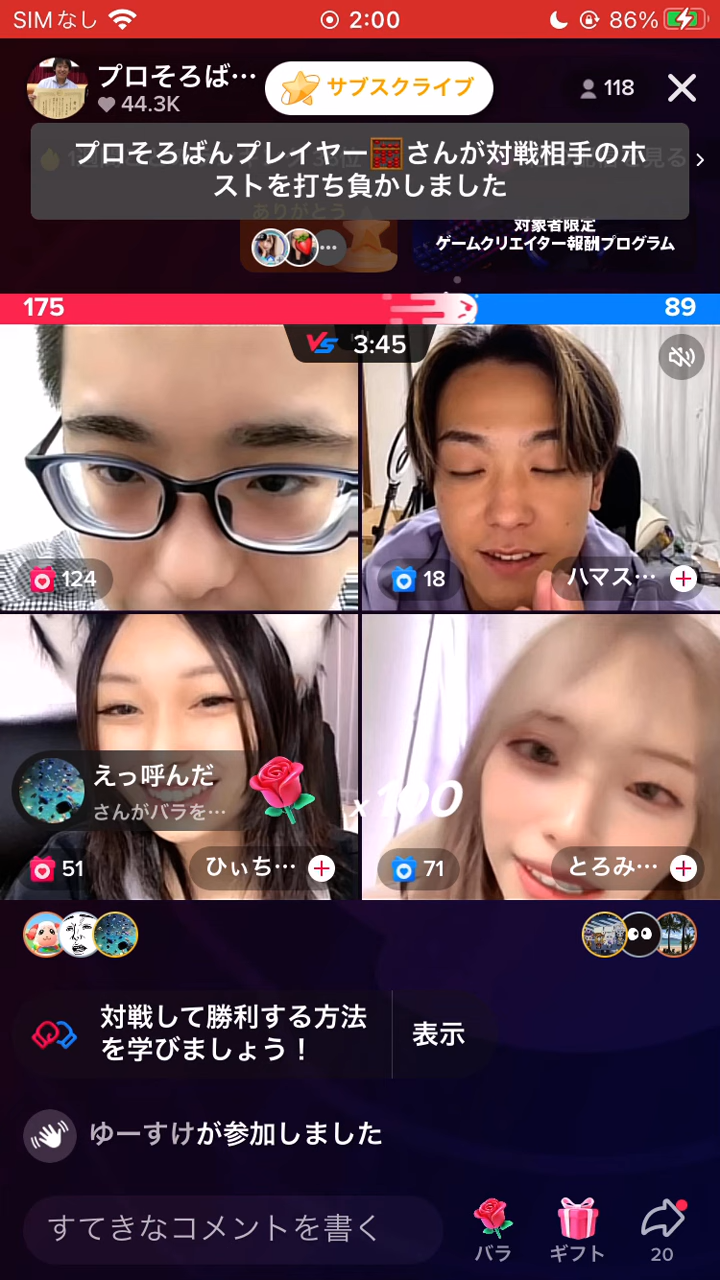 SIMなし
2:00
86%
プロそろば…
44.3K
サブスクライブ
118
プロそろばんプレイヤー🧮さんが対戦相手のホ
ストを打ち負かしました
ありがとう
対象者限定
ゲームクリエイター報酬プログラム
175
89
VS 3:45
124
18
ハマス…
えっ呼んだ
さんがバラを…
x100
51
ひぃち…
71
とろみ…
対戦して勝利する方法
を学びましょう！
表示
ゆーすけが参加しました
すてきなコメントを書く
バラ
ギフト
20